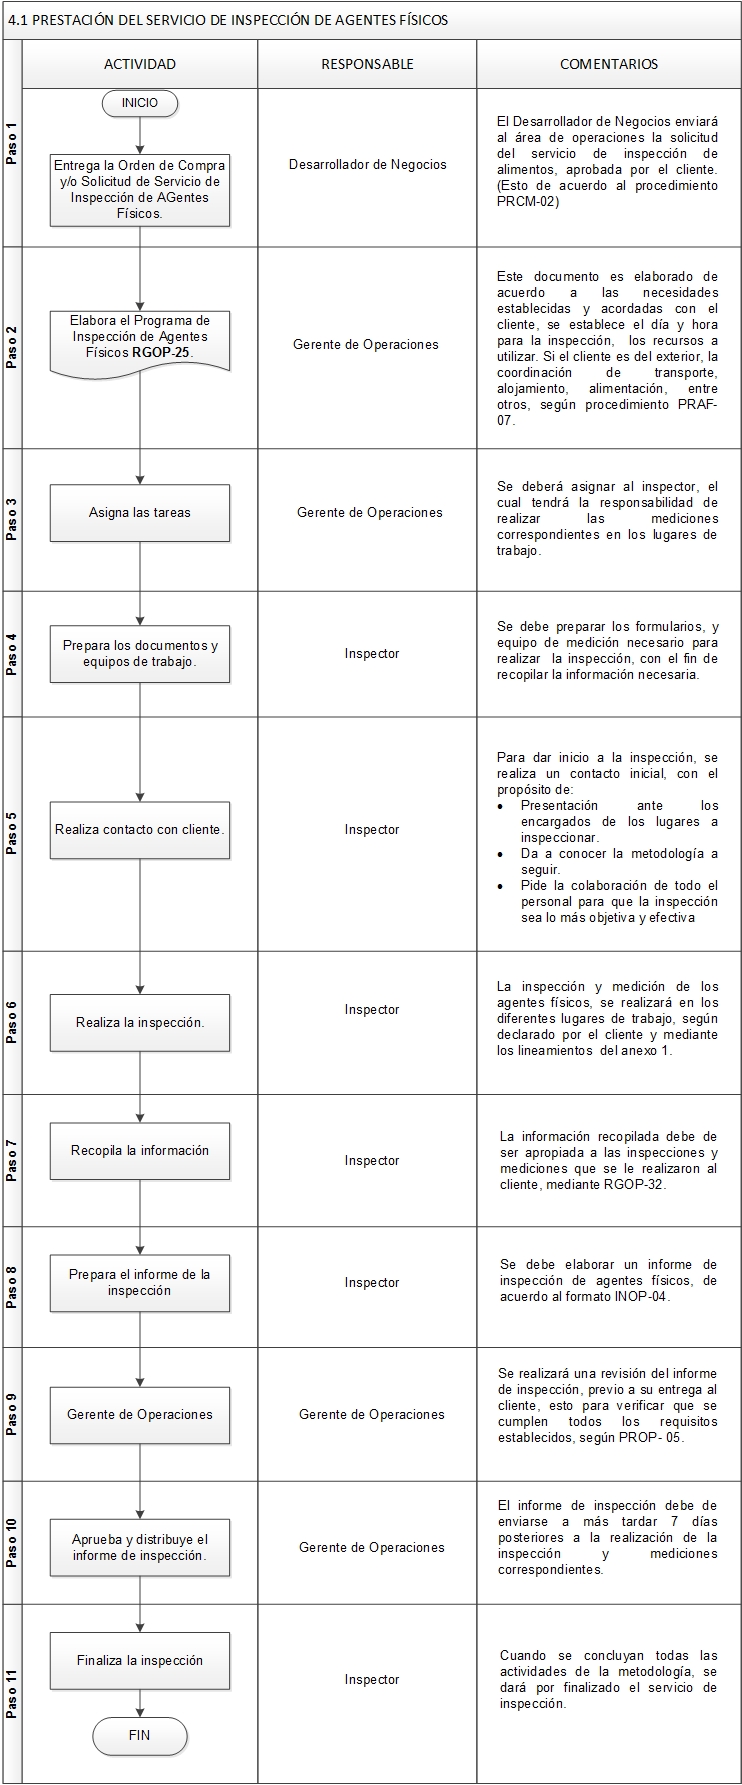 4.1 PRESTACIÓN DEL SERVICIO DE INSPECCIÓN DE AGENTES FÍSICOS
ACTIVIDAD
RESPONSABLE
COMENTARIOS
Paso 1
INICIO
Entrega la Orden de Compra
y/o Solicitud de Servicio de
Inspección de AGentes
Físicos.
Desarrollador de Negocios
El Desarrollador de Negocios enviará
al área de operaciones la solicitud
del servicio de inspección de
alimentos, aprobada por el cliente.
(Esto de acuerdo al procedimiento
PRCM-02)
Paso 2
Elabora el Programa de
Inspección de Agentes
Físicos RGOP-25.
Gerente de Operaciones
Este documento es elaborado de
acuerdo a las necesidades
establecidas y acordadas con el
cliente, se establece el día y hora
para la inspección, los recursos a
utilizar. Si el cliente es del exterior, la
coordinación de transporte,
alojamiento, alimentación, entre
otros, según procedimiento PRAF-
07.
Paso 3
Asigna las tareas
Gerente de Operaciones
Se deberá asignar al inspector, el
cual tendrá la responsabilidad de
realizar las mediciones
correspondientes en los lugares de
trabajo.
Paso 4
Prepara los documentos y
equipos de trabajo.
Inspector
Se debe preparar los formularios, y
equipo de medición necesario para
realizar la inspección, con el fin de
recopilar la información necesaria.
Paso 5
Realiza contacto con cliente.
Inspector
Para dar inicio a la inspección, se
realiza un contacto inicial, con el
propósito de:
• Presentación ante los
encargados de los lugares a
inspeccionar.
• Da a conocer la metodología a
seguir.
• Pide la colaboración de todo el
personal para que la inspección
sea lo más objetiva y efectiva
Paso 6
Realiza la inspección.
Inspector
La inspección y medición de los
agentes físicos, se realizará en los
diferentes lugares de trabajo, según
declarado por el cliente y mediante
los lineamientos del anexo 1.
Paso 7
Recopila la información
Inspector
La información recopilada debe de
ser apropiada a las inspecciones y
mediciones que se le realizaron al
cliente, mediante RGOP-32.
Paso 8
Prepara el informe de la
inspección
Inspector
Se debe elaborar un informe de
inspección de agentes físicos, de
acuerdo al formato INOP-04.
Paso 9
Gerente de Operaciones
Gerente de Operaciones
Se realizará una revisión del informe
de inspección, previo a su entrega al
cliente, esto para verificar que se
cumplen todos los requisitos
establecidos, según PROP- 05.
Paso 10
Aprueba y distribuye el
informe de inspección.
Gerente de Operaciones
El informe de inspección debe de
enviarse a más tardar 7 días
posteriores a la realización de la
inspección y mediciones
correspondientes.
Paso 11
Finaliza la inspección
FIN
Inspector
Cuando se concluyan todas las
actividades de la metodología, se
dará por finalizado el servicio de
inspección.